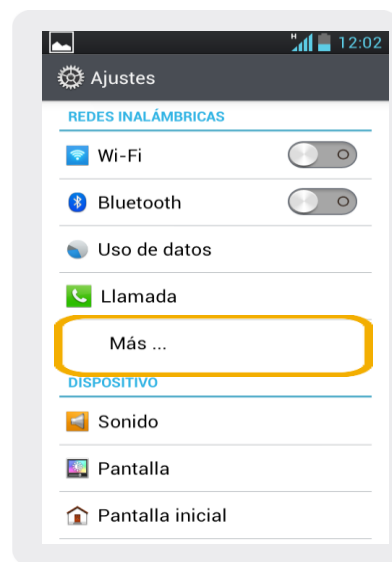 H 12:02
Ajustes
REDES INALÁMBRICAS
Wi-Fi O
Bluetooth O
Uso de datos
Llamada
Más ...
DISPOSITIVO
Sonido
Pantalla
Pantalla inicial